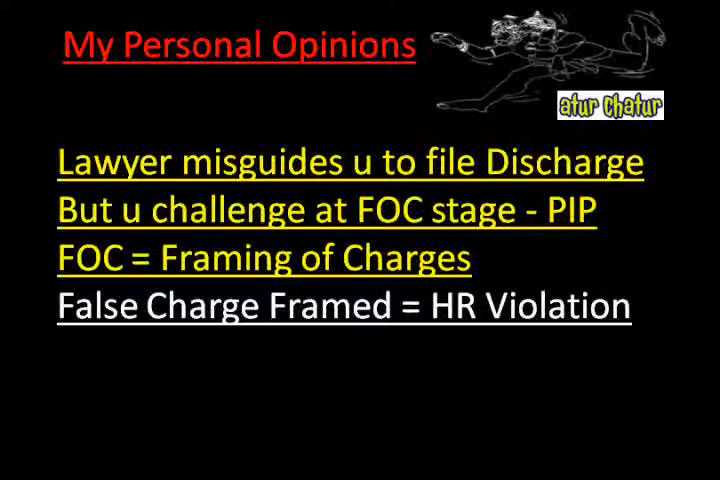 My Personal Opinions
atur chatur
Lawyer misguides u to file Discharge
But u challenge at FOC stage - PIP
FOC = Framing of Charges
False Charge Framed = HR Violation